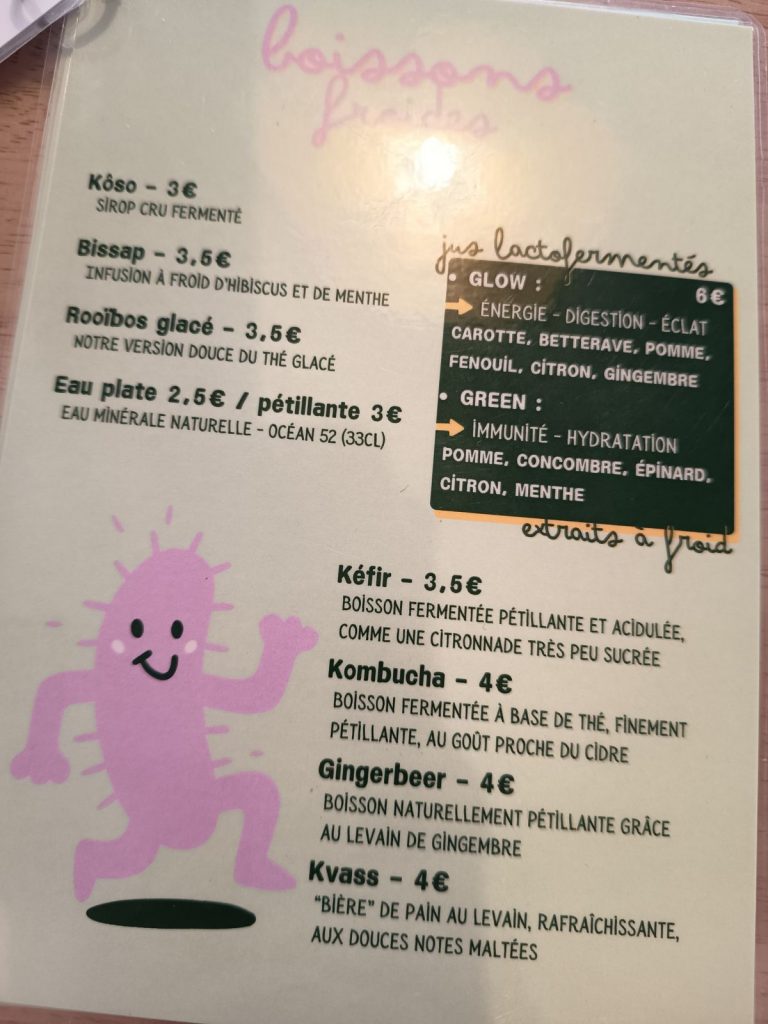 boissons
fraides
Kôso – 3€
SIROP CRU FERMENTÉ
Bissap – 3,5€
INFUSION À FROID D'HIBISCUS ET DE MENTHE
Rooïbos glacé – 3,5€
NOTRE VERSION DOUCE DU THÉ GLACÉ
Eau plate 2,5€ / pétillante 3€
EAU MINÉRALE NATURELLE – OCÉAN 52 (33CL)
jus lactofermentés
• GLOW :
6€
ÉNERGIE – DIGESTION – ÉCLAT
CAROTTE, BETTERAVE, POMME,
FENOUIL, CITRON, GINGEMBRE
• GREEN :
IMMUNITÉ – HYDRATATION
POMME, CONCOMBRE, ÉPINARD,
CITRON, MENTHE
extraits à froid
Kéfir – 3,5€
BOISSON FERMENTÉE PÉTILLANTE ET ACIDULÉE,
COMME UNE CITRONNADE TRÈS PEU SUCRÉE
Kombucha – 4€
BOISSON FERMENTÉE À BASE DE THÉ, FINEMENT
PÉTILLANTE, AU GOÛT PROCHE DU CIDRE
Gingerbeer – 4€
BOISSON NATURELLEMENT PÉTILLANTE GRÂCE
AU LEVAIN DE GINGEMBRE
Kvass – 4€
"BIÈRE" DE PAIN AU LEVAIN, RAFRAÎCHISSANTE,
AUX DOUCES NOTES MALTÉES